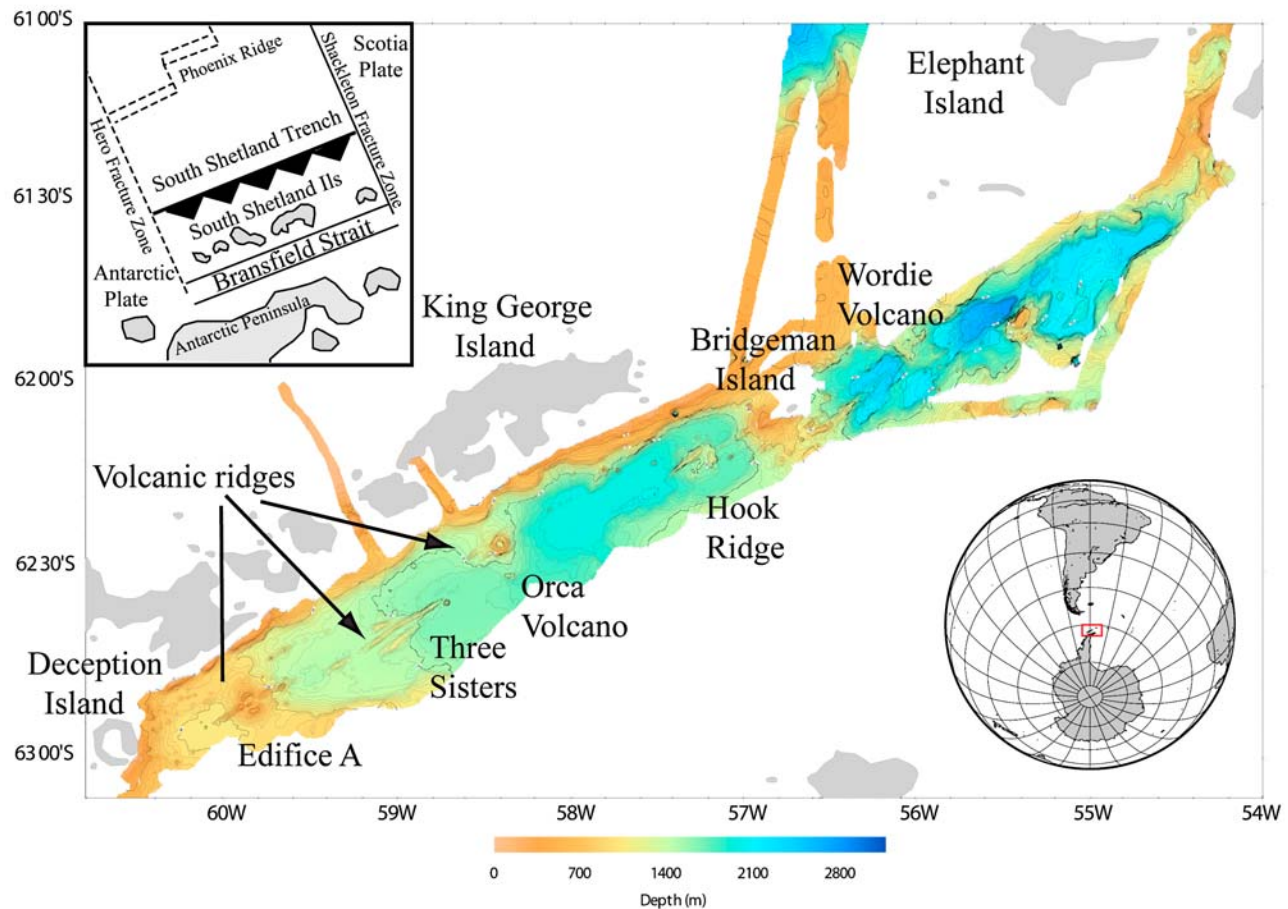 61 00'S
61 30'S
62 00'S
62 30'S
63 00'S
Phoenix Ridge
Scotia
Plate
Shackleton Fracture Zone
Hero Fracture Zone
South Shetland Trench
South Shetland Ils
Bransfield Strait
Antarctic
Plate
Antarctic Peninsula
Elephant
Island
Wordie
Volcano
King George
Island
Bridgeman
Island
Volcanic ridges
Hook
Ridge
Orca
Volcano
Three
Sisters
Deception
Island
Edifice A
60W
59W
58W
57W
56W
55W
54W
0
700
1400
2100
2800
Depth (m)